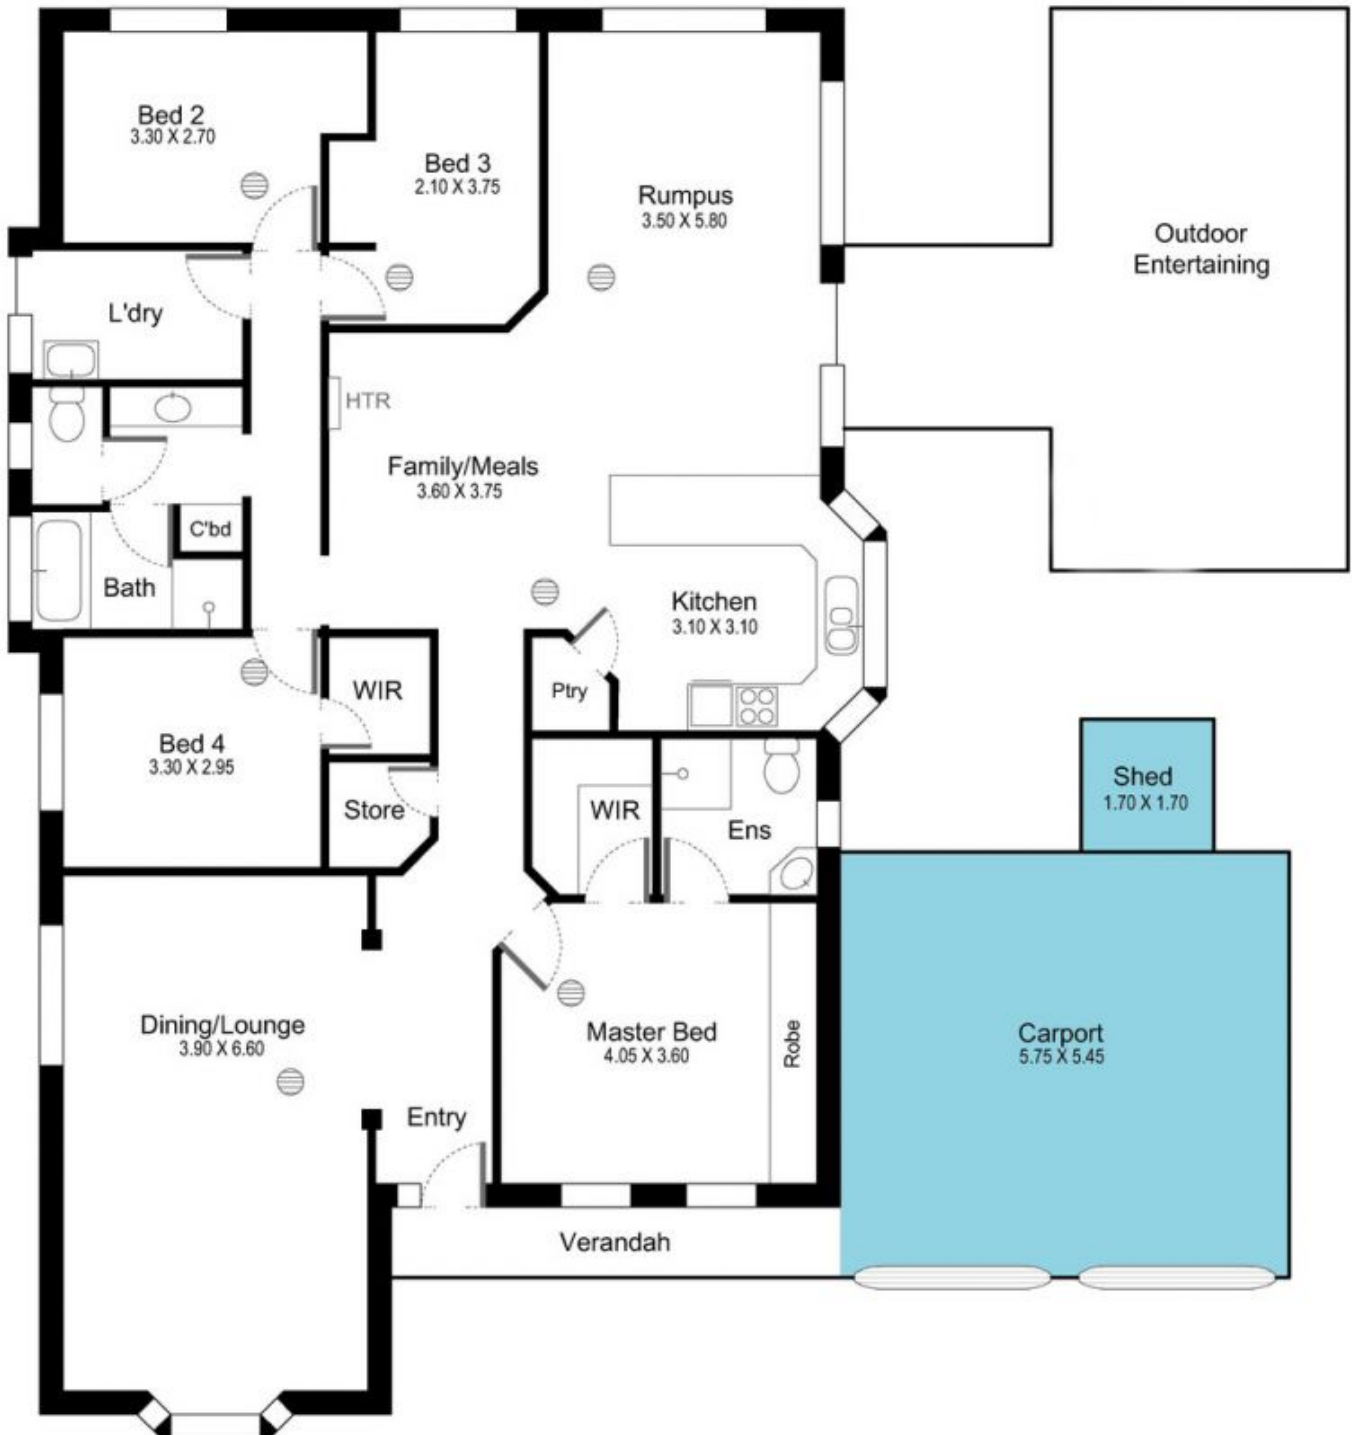 Bed 2
3.30 X 2.70
Bed 3
2.10 X 3.75
Rumpus
3.50 X 5.80
Outdoor
Entertaining
L'dry
HTR
Family/Meals
3.60 X 3.75
C'bd
Bath
Kitchen
3.10 X 3.10
WIR
Ptry
Bed 4
3.30 X 2.95
Store
WIR
Ens
Shed
1.70 X 1.70
Dining/Lounge
3.90 X 6.60
Master Bed
4.05 X 3.60
Robe
Carport
5.75 X 5.45
Entry
Verandah